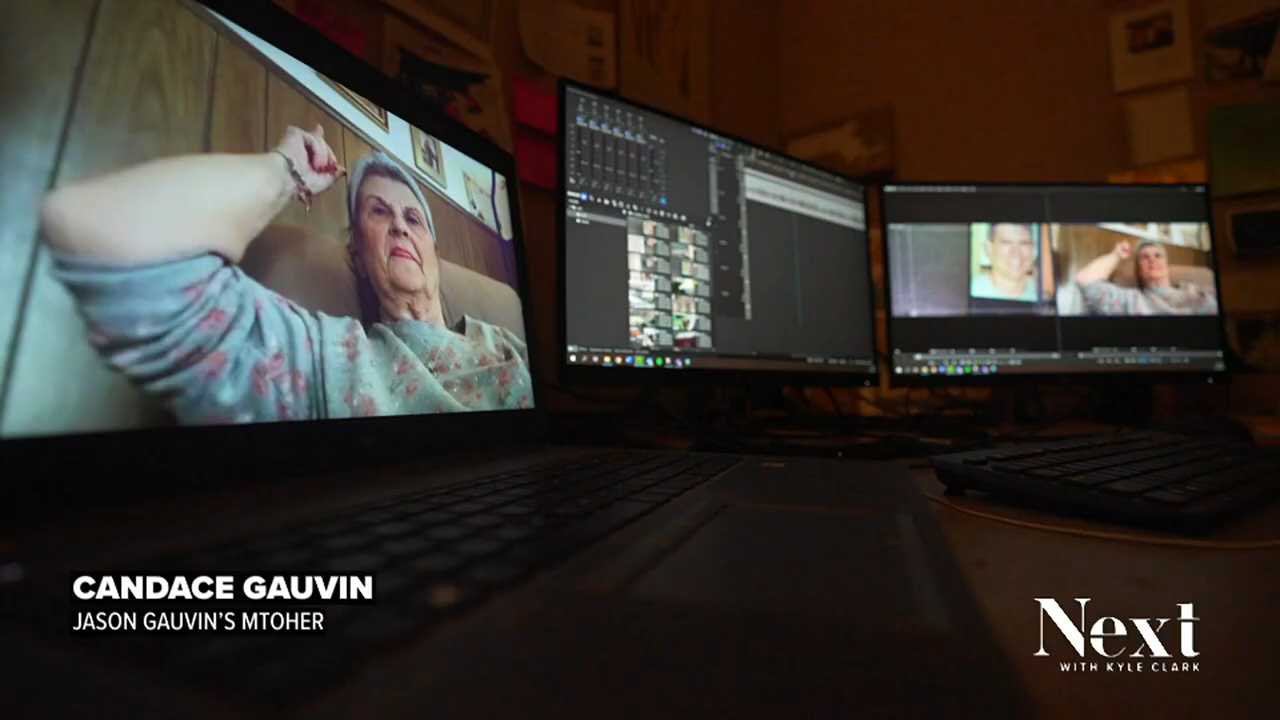 CANDACE GAUVIN
JASON GAUVIN'S MTOHER
Next
WITH KYLE CLARK